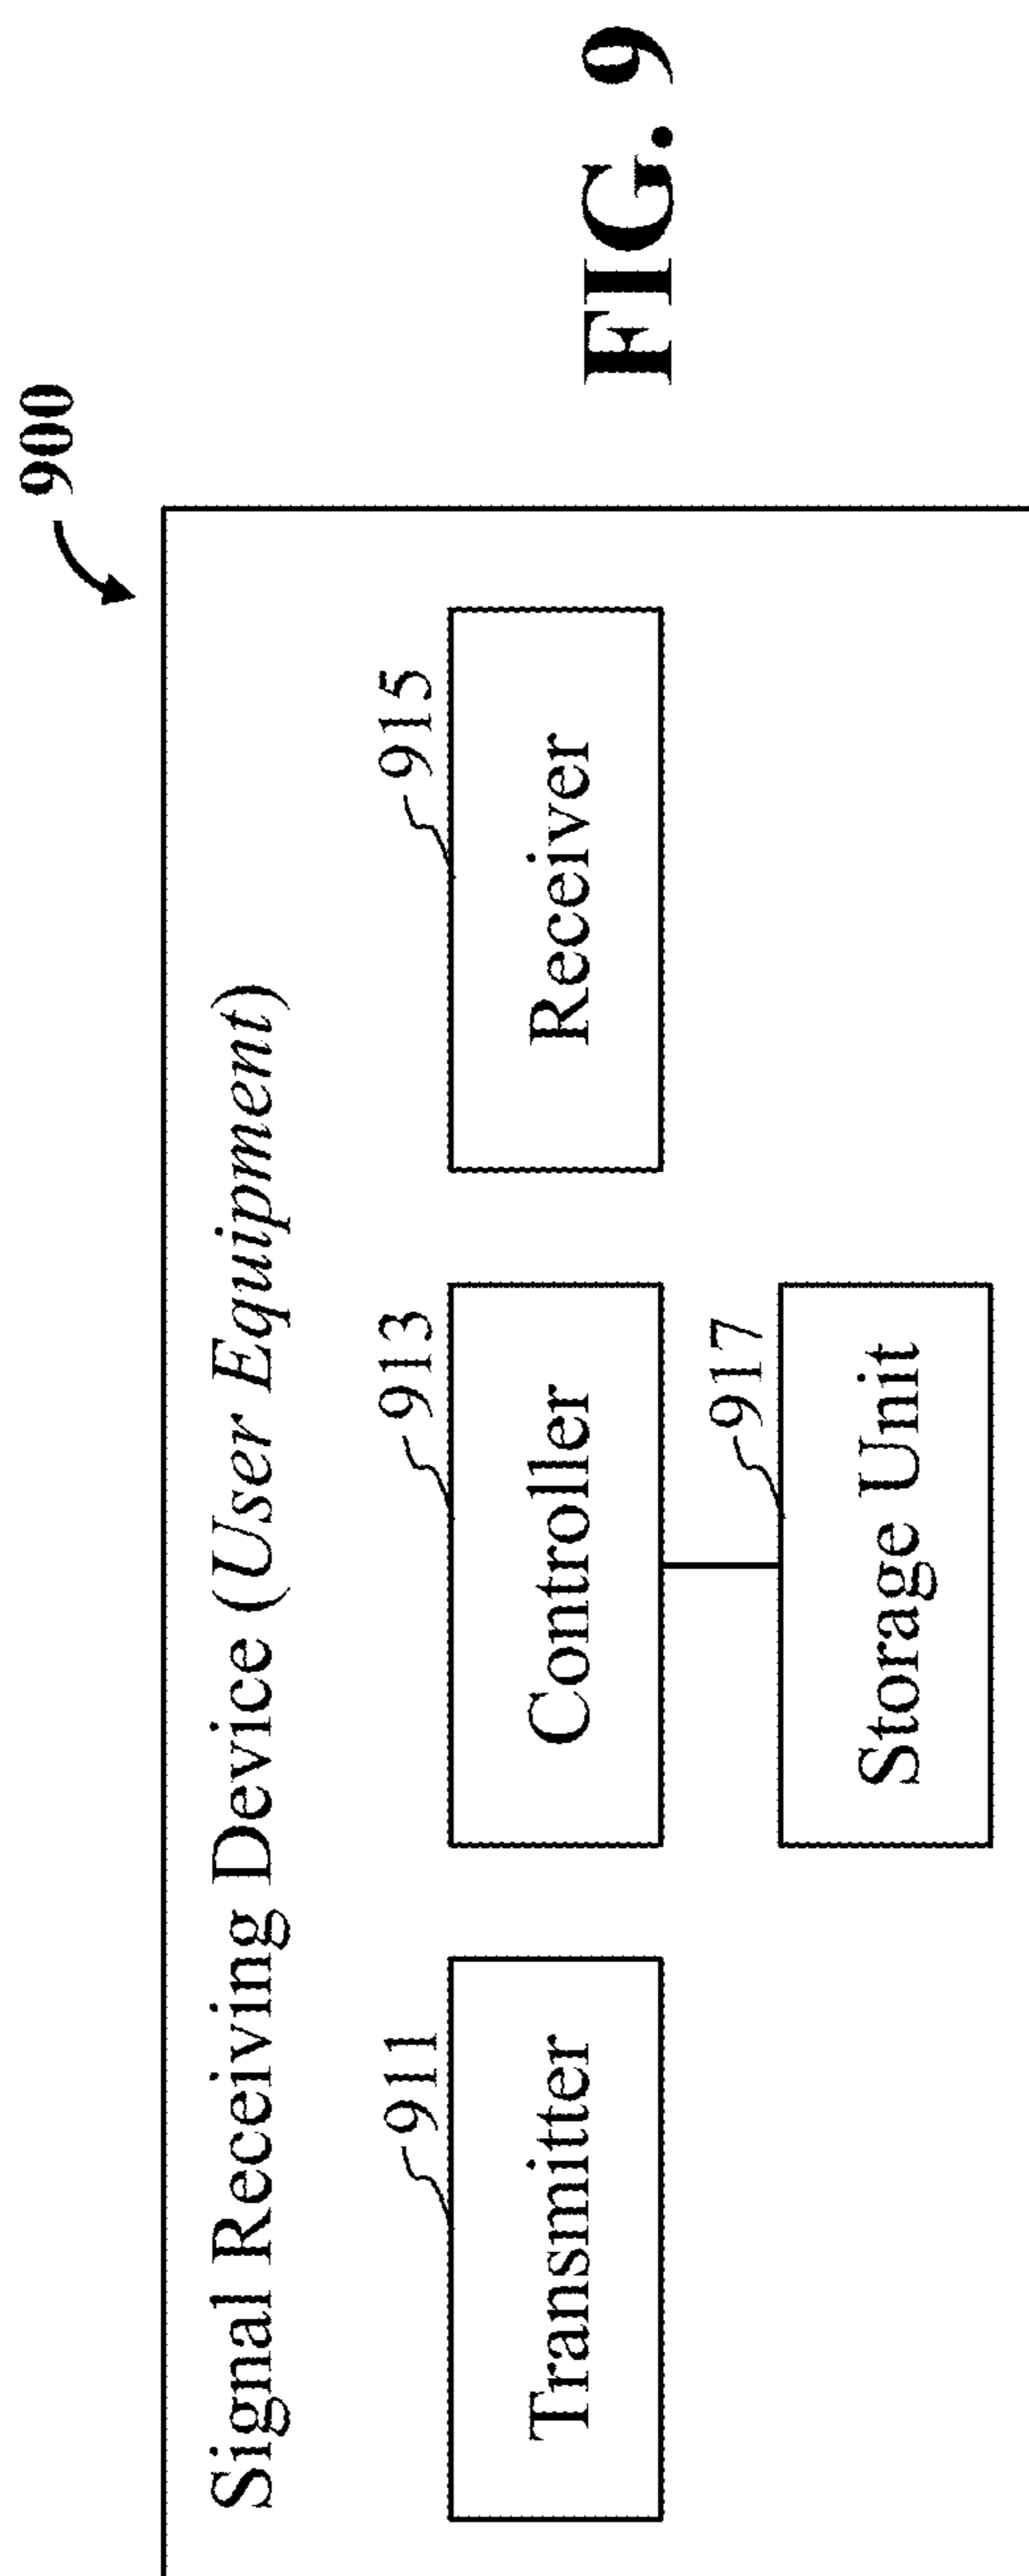 900
Signal Receiving Device (User Equipment)
911
913
915
Transmitter
Controller
Receiver
917
Storage Unit
FIG. 9